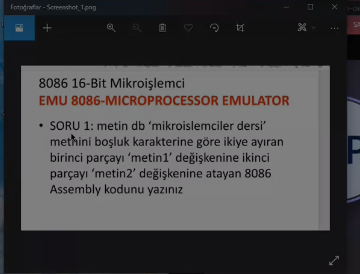 Fotoğraflar - Screenshot_1.png
8086 16-Bit Mikroişlemci
EMU 8086-MICROPROCESSOR EMULATOR
• SORU 1: metin db ‘mikroislemciler dersi’
metnini boşluk karakterine göre ikiye ayıran
birinci parçayı ‘metin1’ değişkenine ikinci
parçayı ‘metin2’ değişkenine atayan 8086
Assembly kodunu yazınız